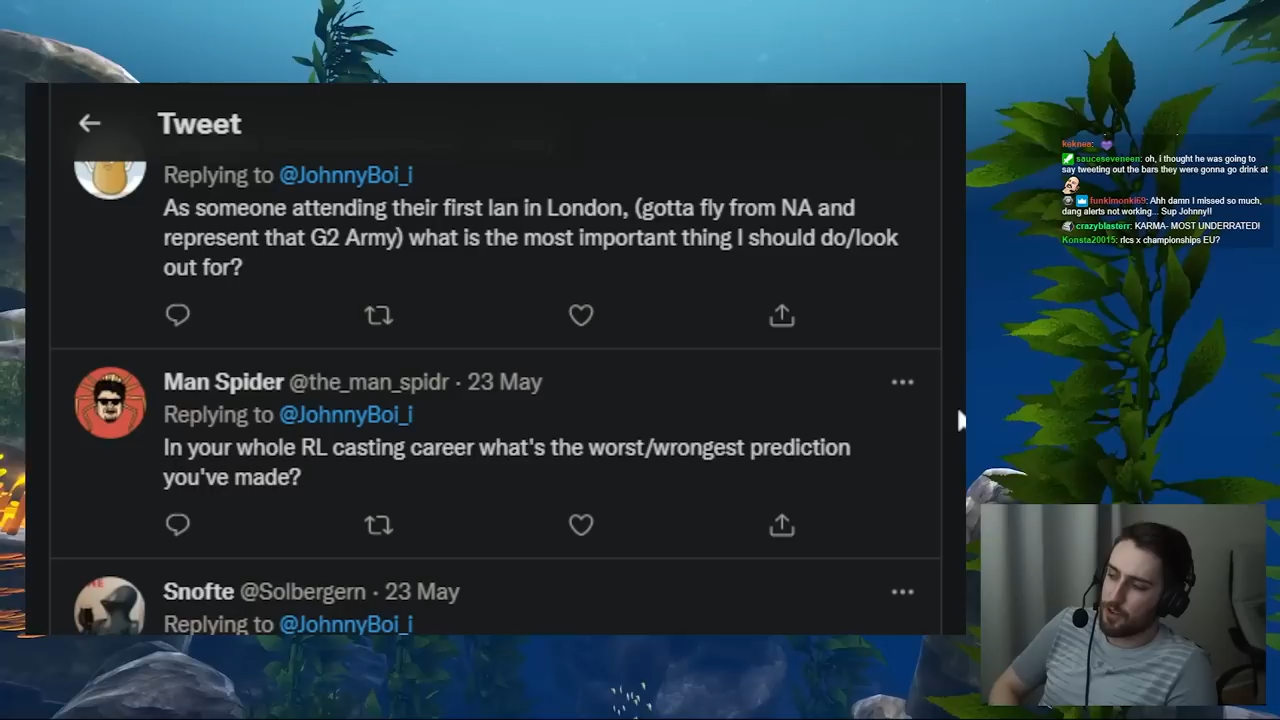 Tweet
Replying to @JohnnyBoi_i
As someone attending their first lan in London, (gotta fly from NA and
represent that G2 Army) what is the most important thing I should do/look
out for?
Man Spider @the_man_spidr · 23 May
Replying to @JohnnyBoi_i
In your whole RL casting career what's the worst/wrongest prediction
you've made?
Snofte @Solbergern · 23 May
Replying to @JohnnyBoi_i
keknea:
sauceseveneen: oh, I thought he was going to
say tweeting out the bars they were gonna go drink at
funkimonki69: Ahh damn I missed so much,
dang alerts not working... Sup Johnny!!
crazyblasterr: KARMA- MOST UNDERRATED!
Konsta20015: rlcs x championships EU?